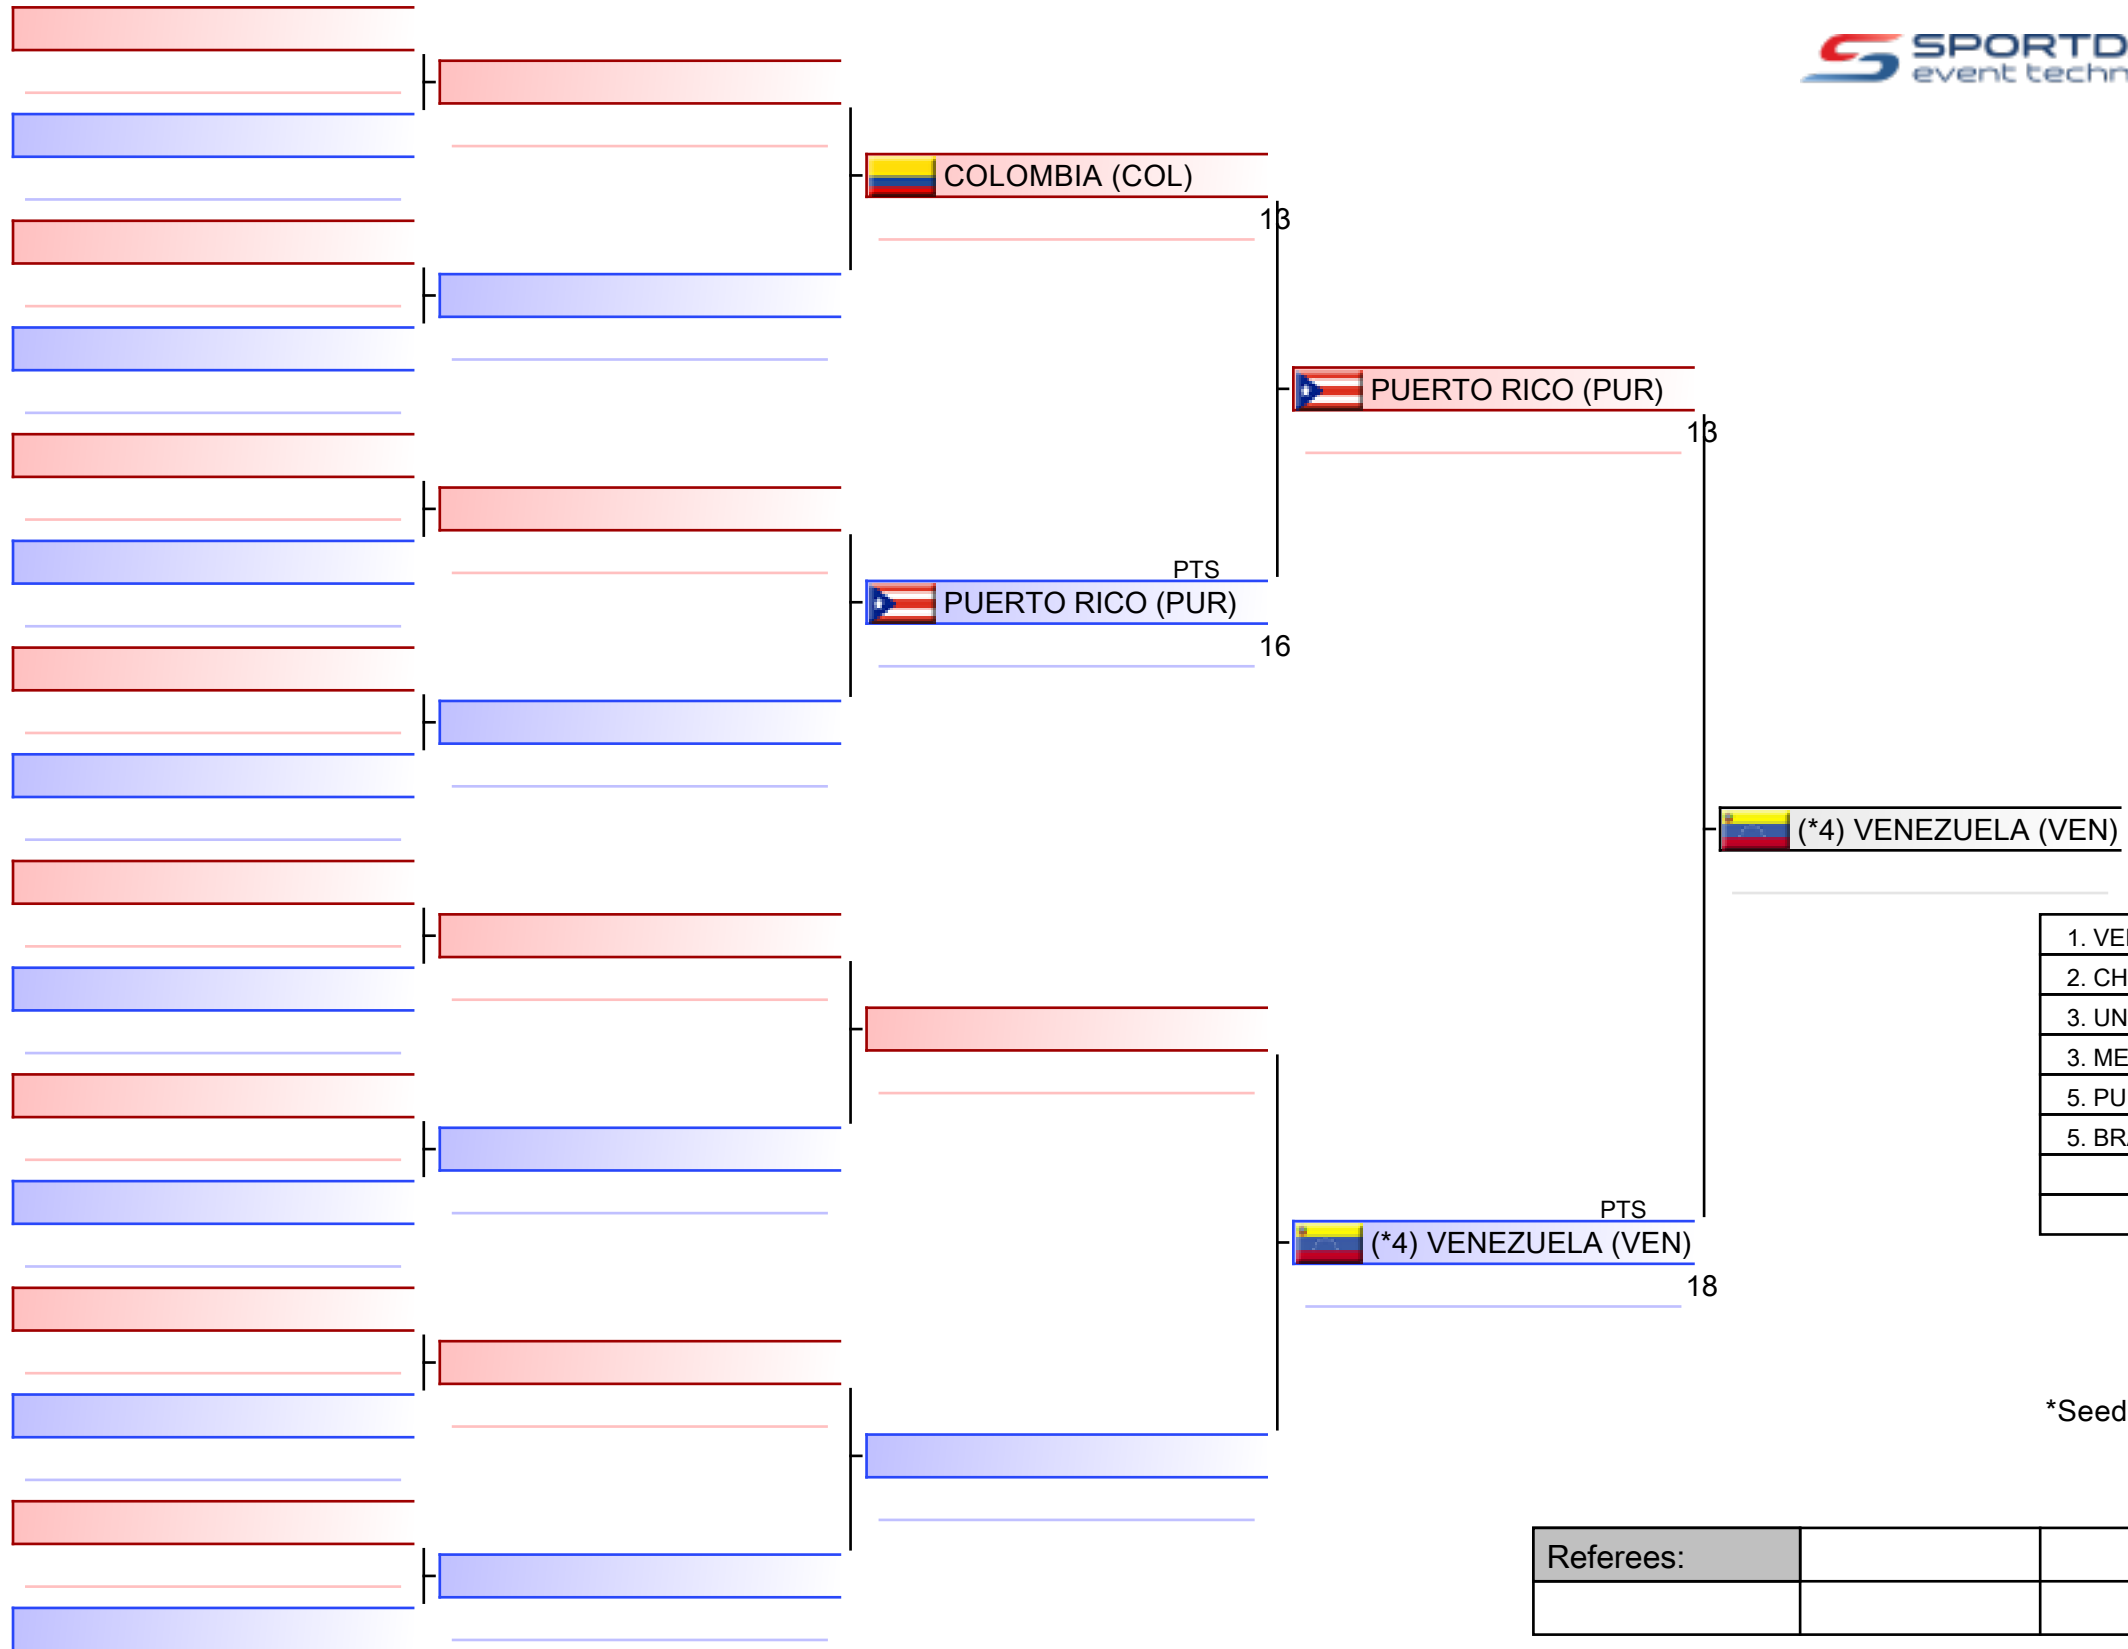 SPORTD
event techn
COLOMBIA (COL)
13
PUERTO RICO (PUR)
13
PTS
PUERTO RICO (PUR)
16
(*4) VENEZUELA (VEN)
1. VE
2. CH
3. UN
3. ME
5. PU
5. BR
PTS
(*4) VENEZUELA (VEN)
18
*Seed
Referees: